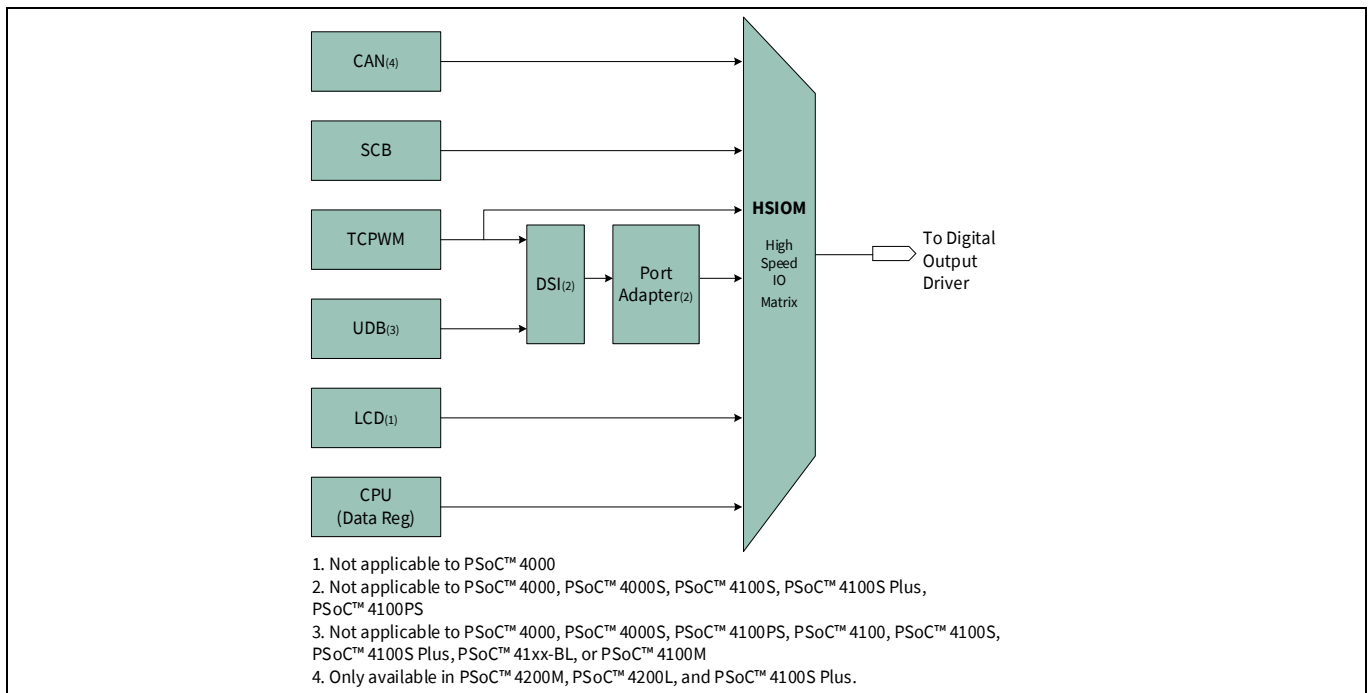 CAN(4)
SCB
TCPWM
UDB(3)
LCD(1)
CPU
(Data Reg)
DSI(2)
Port
Adapter(2)
HSIOM
High
Speed
IO
Matrix
To Digital
Output
Driver
1. Not applicable to PSoC™ 4000
2. Not applicable to PSoC™ 4000, PSoC™ 4000S, PSoC™ 4100S, PSoC™ 4100S Plus,
PSoC™ 4100PS
3. Not applicable to PSoC™ 4000, PSoC™ 4000S, PSoC™ 4100PS, PSoC™ 4100, PSoC™ 4100S,
PSoC™ 4100S Plus, PSoC™ 41xx-BL, or PSoC™ 4100M
4. Only available in PSoC™ 4200M, PSoC™ 4200L, and PSoC™ 4100S Plus.